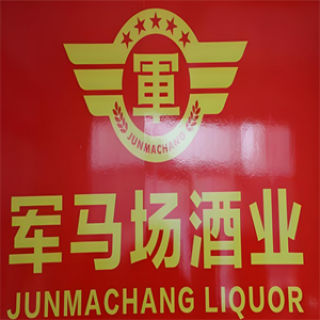 軍
JUNMACHANG
军马场酒业
JUNMACHANG LIQUOR